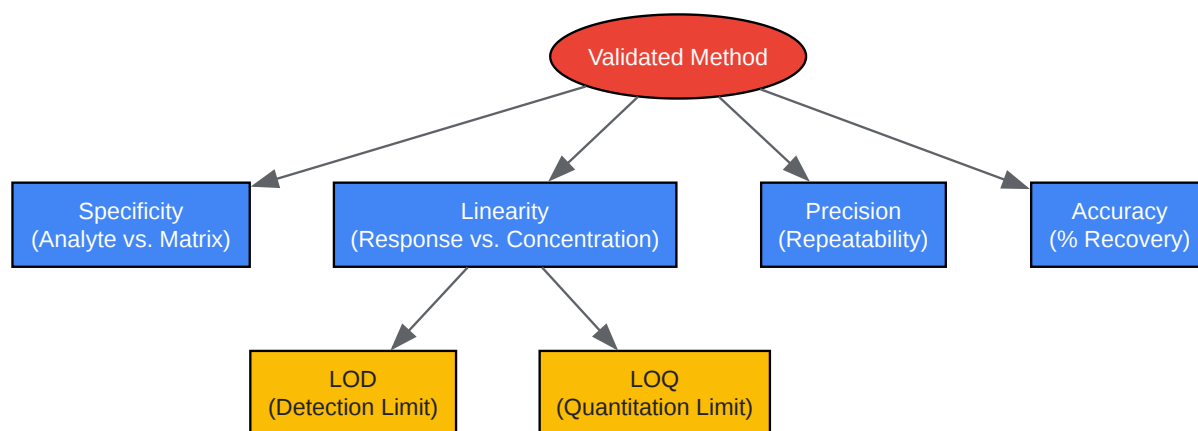 Validated Method
Specificity
(Analyte vs. Matrix)
Linearity
(Response vs. Concentration)
Precision
(Repeatability)
Accuracy
(% Recovery)
LOD
(Detection Limit)
LOQ
(Quantitation Limit)